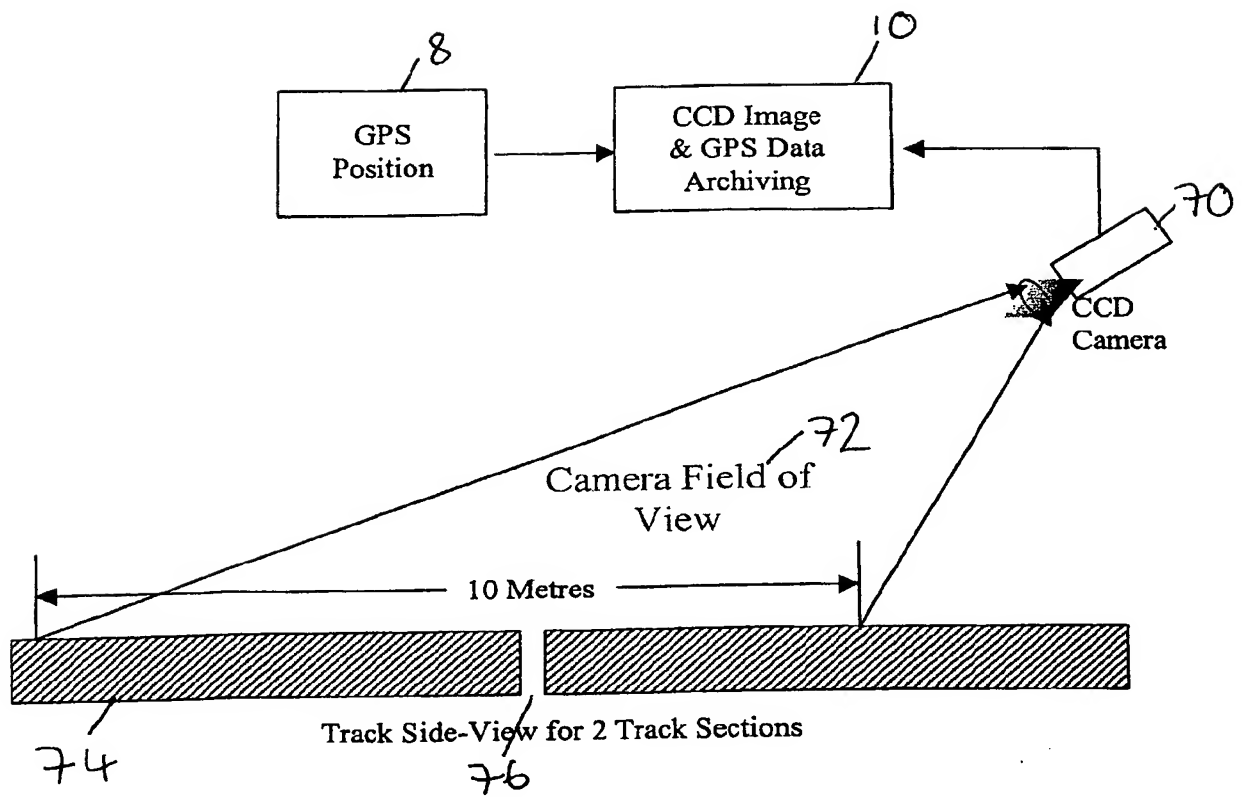 8
10
GPS
Position
CCD Image
& GPS Data
Archiving
70
CCD
Camera
72
Camera Field of
View
10 Metres
Track Side-View for 2 Track Sections
74
76